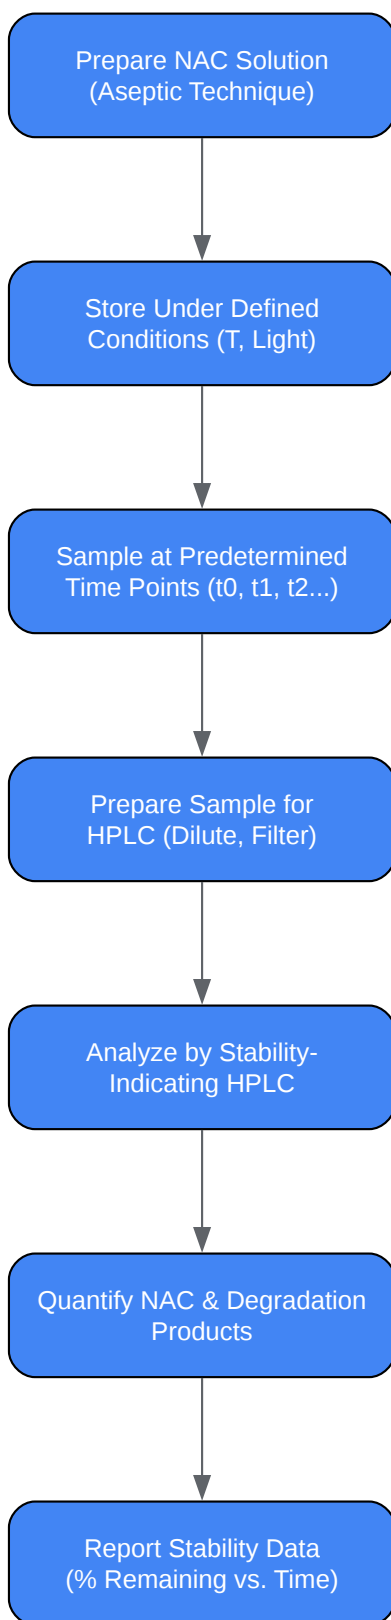 Prepare NAC Solution
(Aseptic Technique)
Store Under Defined
Conditions (T, Light)
Sample at Predetermined
Time Points (t0, t1, t2...)
Prepare Sample for
HPLC (Dilute, Filter)
Analyze by Stability-
Indicating HPLC
Quantify NAC & Degradation
Products
Report Stability Data
(% Remaining vs. Time)